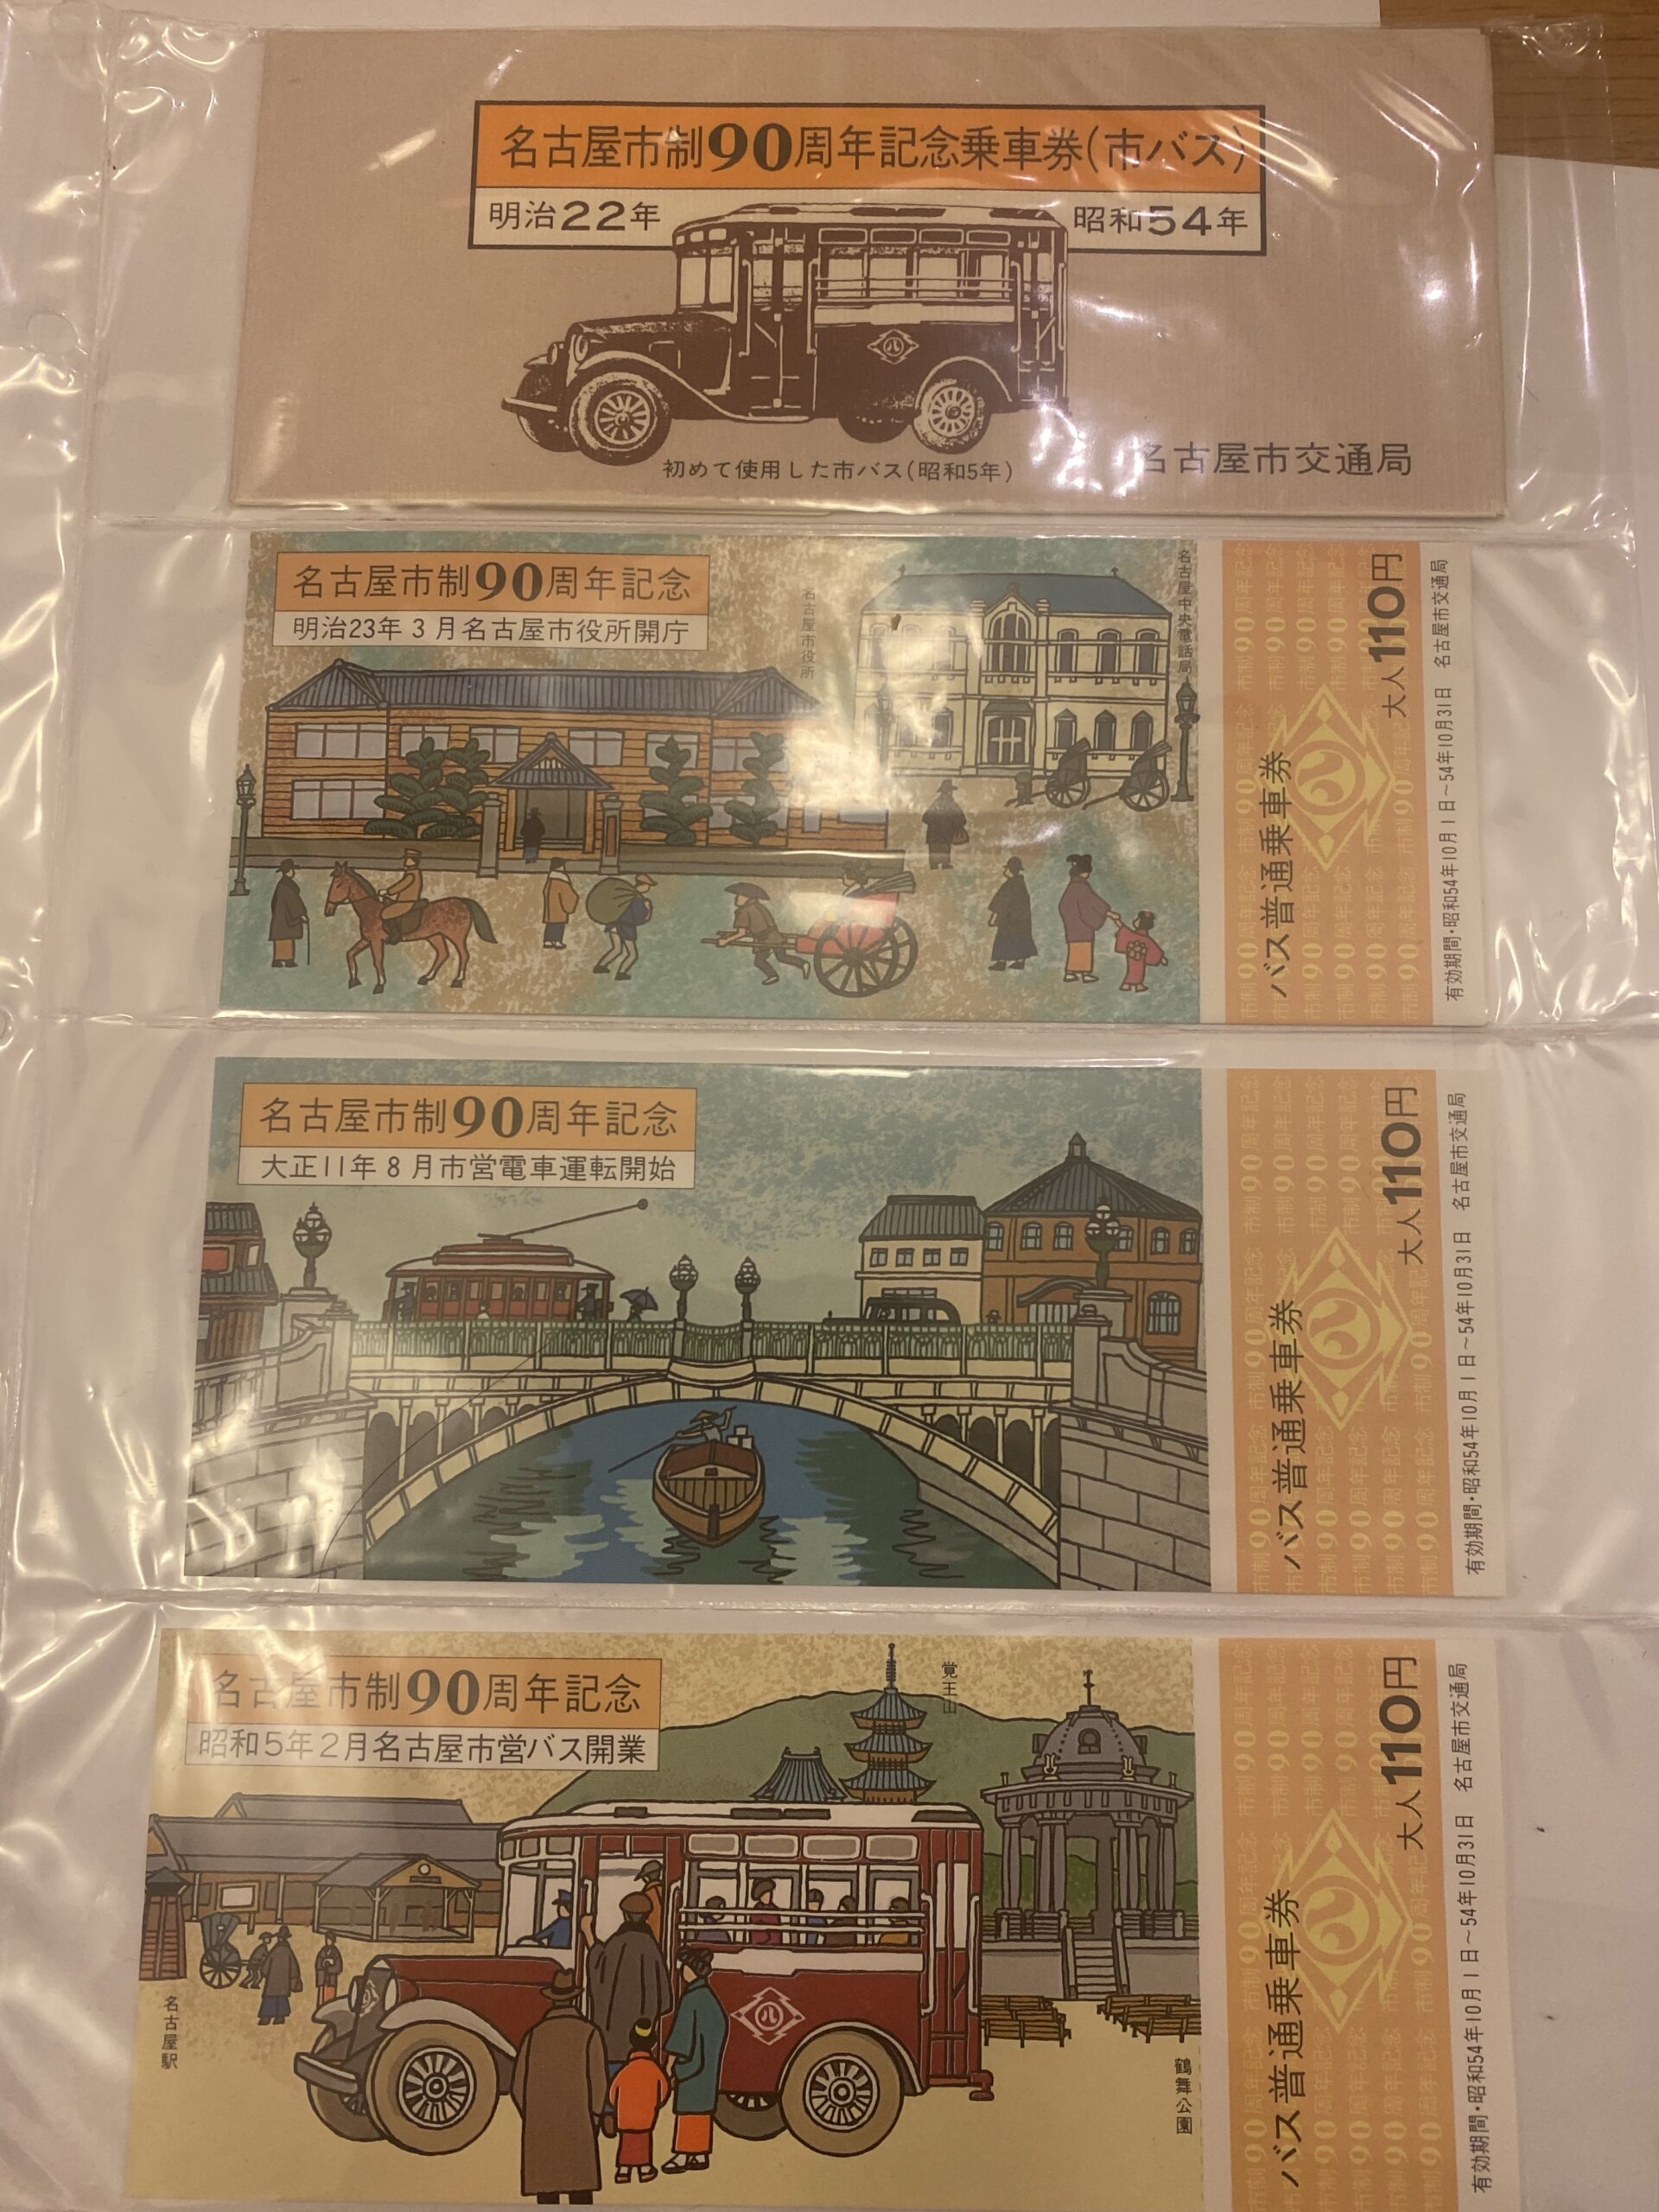 名古屋市制90周年記念乗車券(市バス)
明治22年
昭和54年
初めて使用した市バス(昭和5年)
名古屋市交通局
名古屋市制90周年記念
明治23年3月名古屋市役所開庁
名古屋市役所
名古屋中央電話局
バス普通乗車券
大人110円
有効期間・昭和54年10月1日~54年10月31日 名古屋市交通局
名古屋市制90周年記念
大正11年8月市営電車運転開始
バス普通乗車券
大人110円
有効期間・昭和54年10月1日~54年10月31日 名古屋市交通局
名古屋市制90周年記念
昭和5年2月名古屋市営バス開業
覚王山
名古屋駅
鶴舞公園
バス普通乗車券
大人110円
有効期間・昭和54年10月1日~54年10月31日 名古屋市交通局